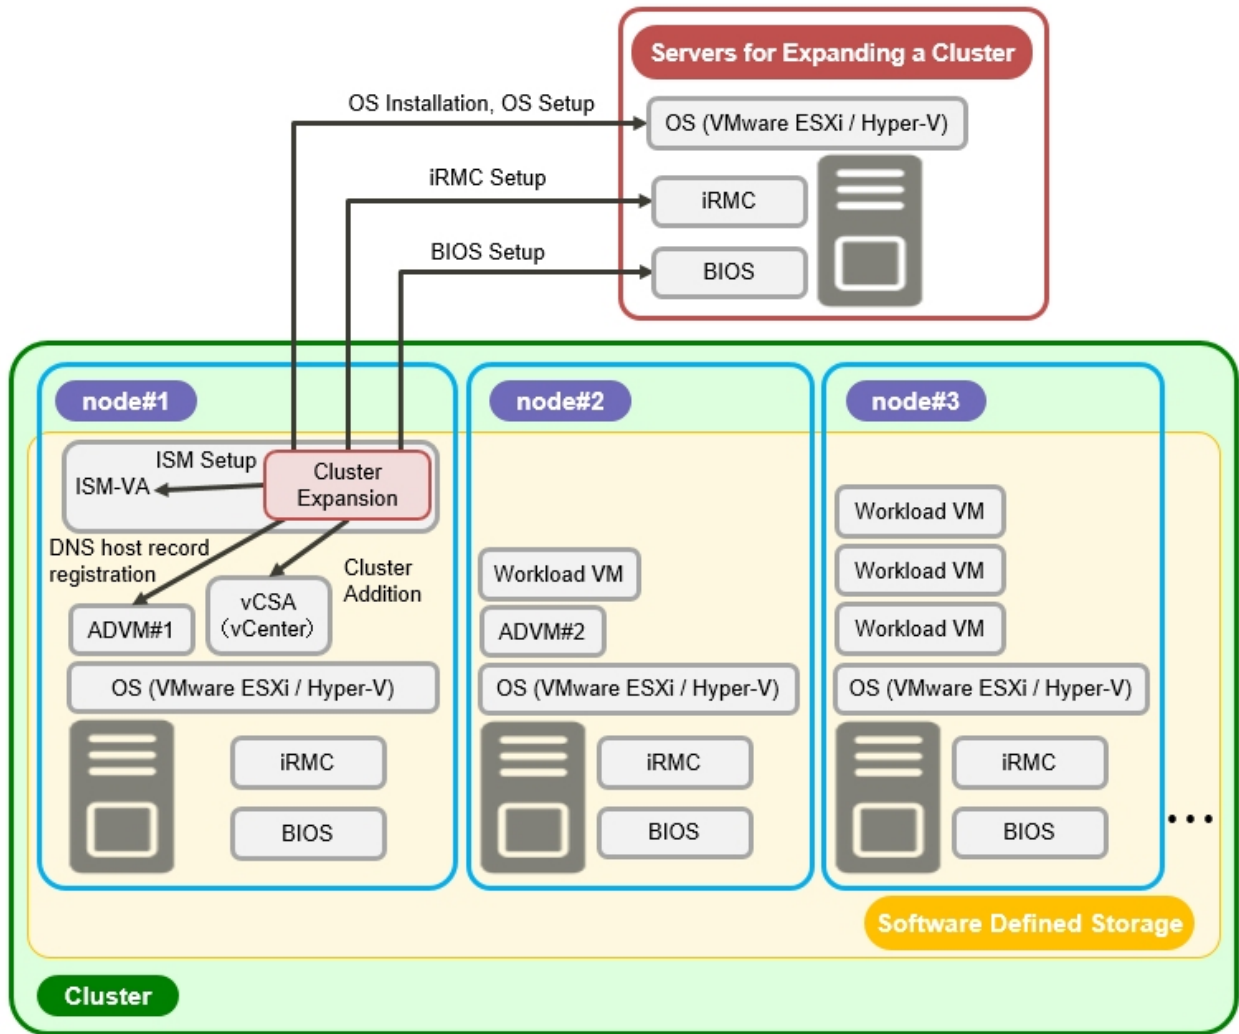 Servers for Expanding a Cluster
OS Installation, OS Setup
OS (VMware ESXi / Hyper-V)
iRMC Setup
iRMC
BIOS Setup
BIOS
node#1
node#2
node#3
ISM Setup
ISM-VA
Cluster
Expansion
DNS host record
registration
Cluster
Addition
ADVM#1
vCSA
(vCenter)
Workload VM
ADVM#2
Workload VM
Workload VM
Workload VM
OS (VMware ESXi / Hyper-V)
OS (VMware ESXi / Hyper-V)
OS (VMware ESXi / Hyper-V)
iRMC
BIOS
iRMC
BIOS
iRMC
BIOS
...
Software Defined Storage
Cluster